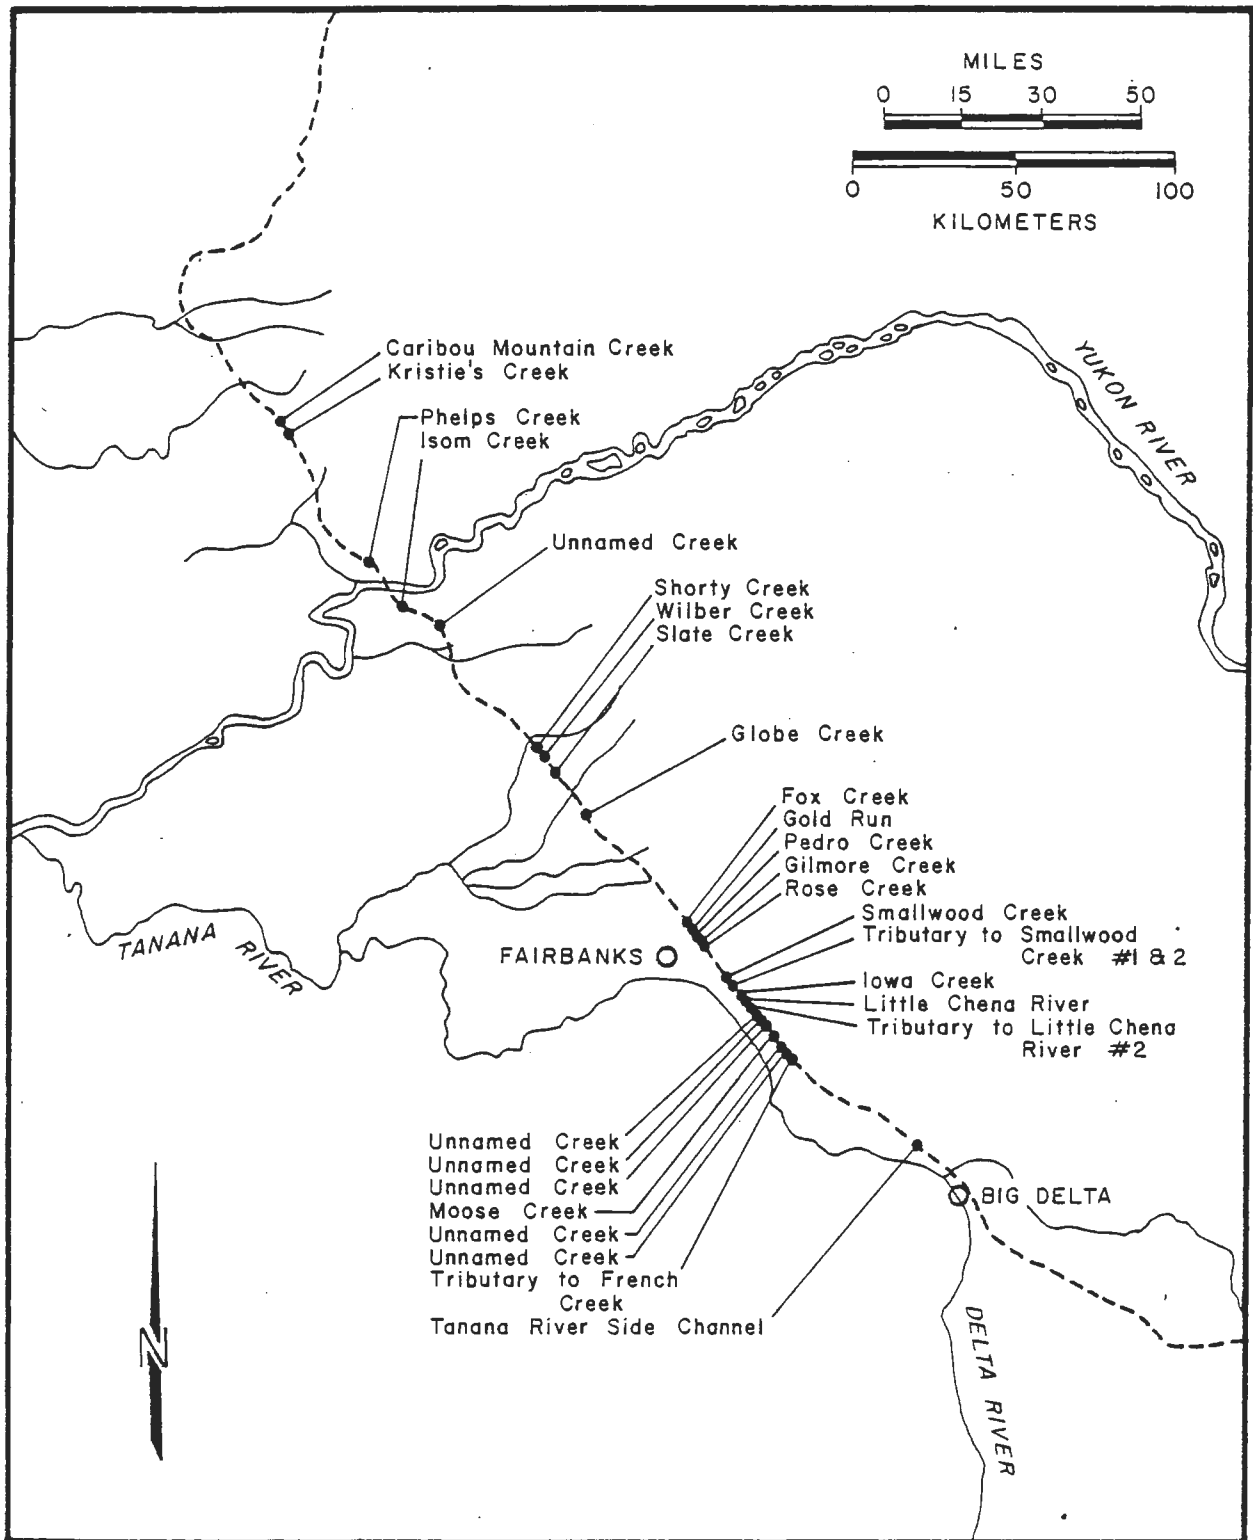 MILES
0 15 30 50
0 50 100
KILOMETERS
Caribou Mountain Creek
Kristie's Creek
Phelps Creek
Isom Creek
YUKON RIVER
Unnamed Creek
Shorty Creek
Wilber Creek
Slate Creek
Globe Creek
Fox Creek
Gold Run
Pedro Creek
Gilmore Creek
Rose Creek
Smallwood Creek
Tributary to Smallwood
Creek #1 & 2
TANANA RIVER
FAIRBANKS
Iowa Creek
Little Chena River
Tributary to Little Chena
River #2
Unnamed Creek
Unnamed Creek
Unnamed Creek
Moose Creek
Unnamed Creek
Unnamed Creek
Tributary to French
Creek
Tanana River Side Channel
BIG DELTA
N
DELTA RIVER